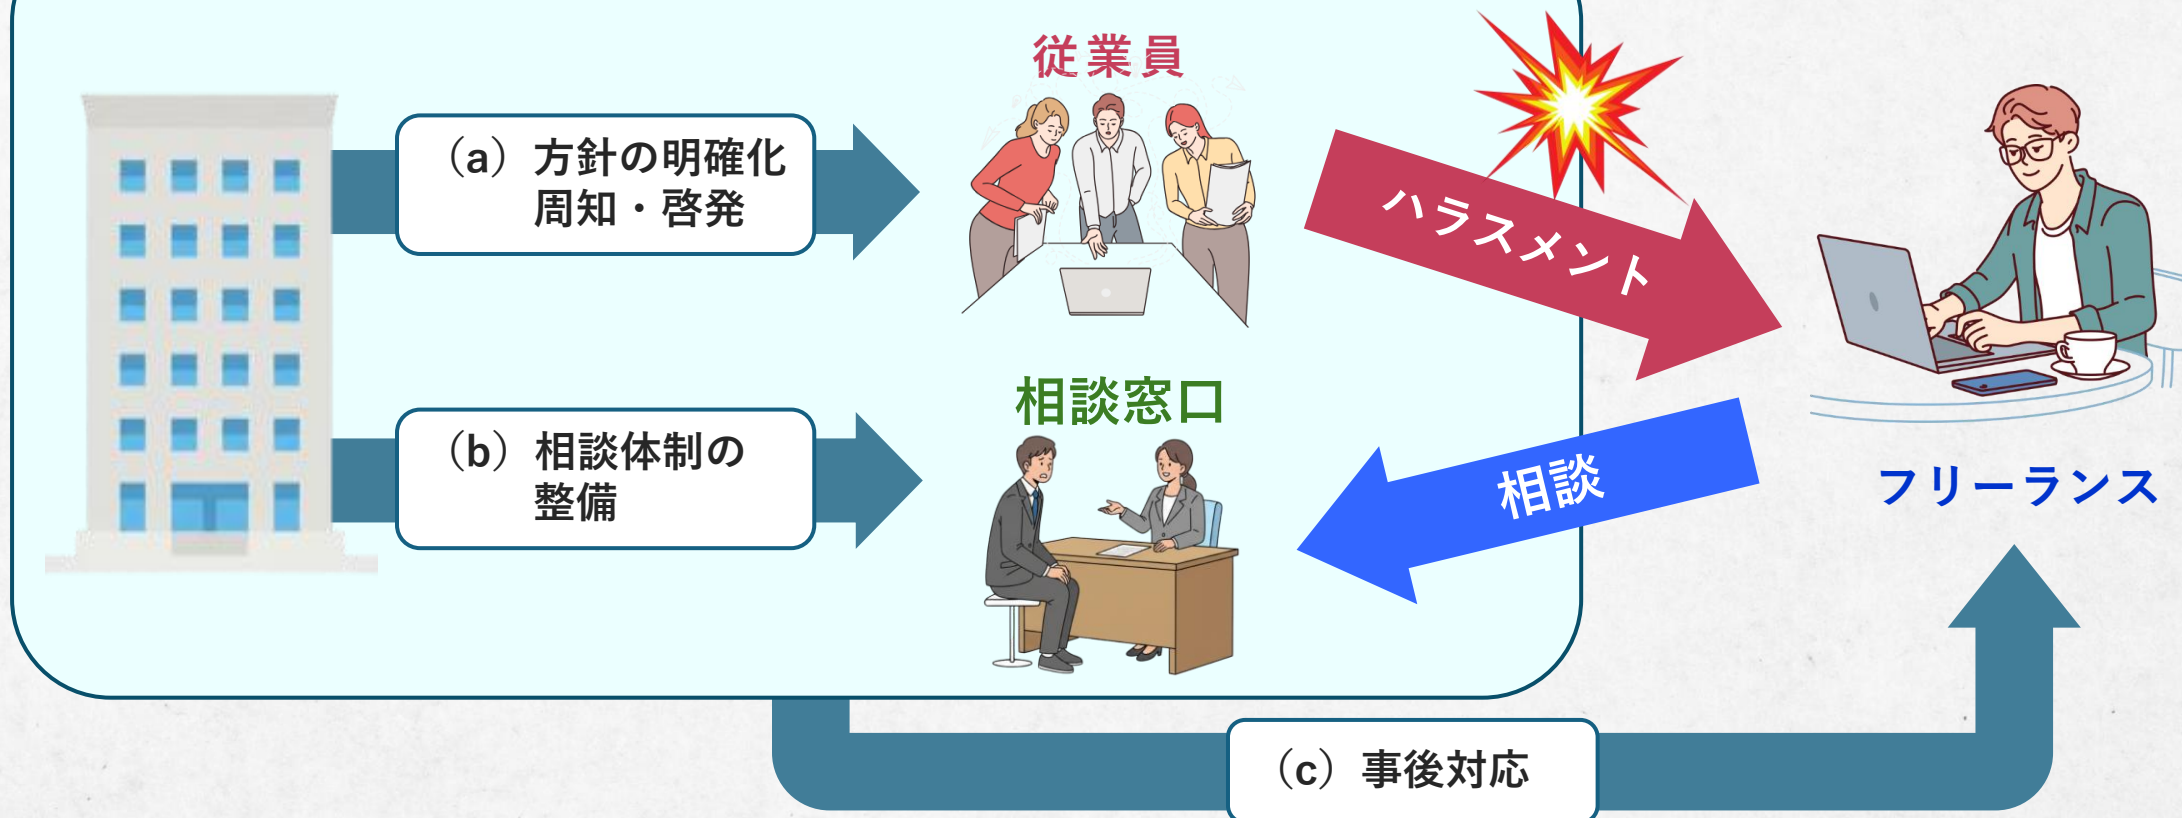 従業員
（a）方針の明確化
周知・啓発
ハラスメント
相談窓口
（b）相談体制の
整備
相談
フリーランス
（c）事後対応